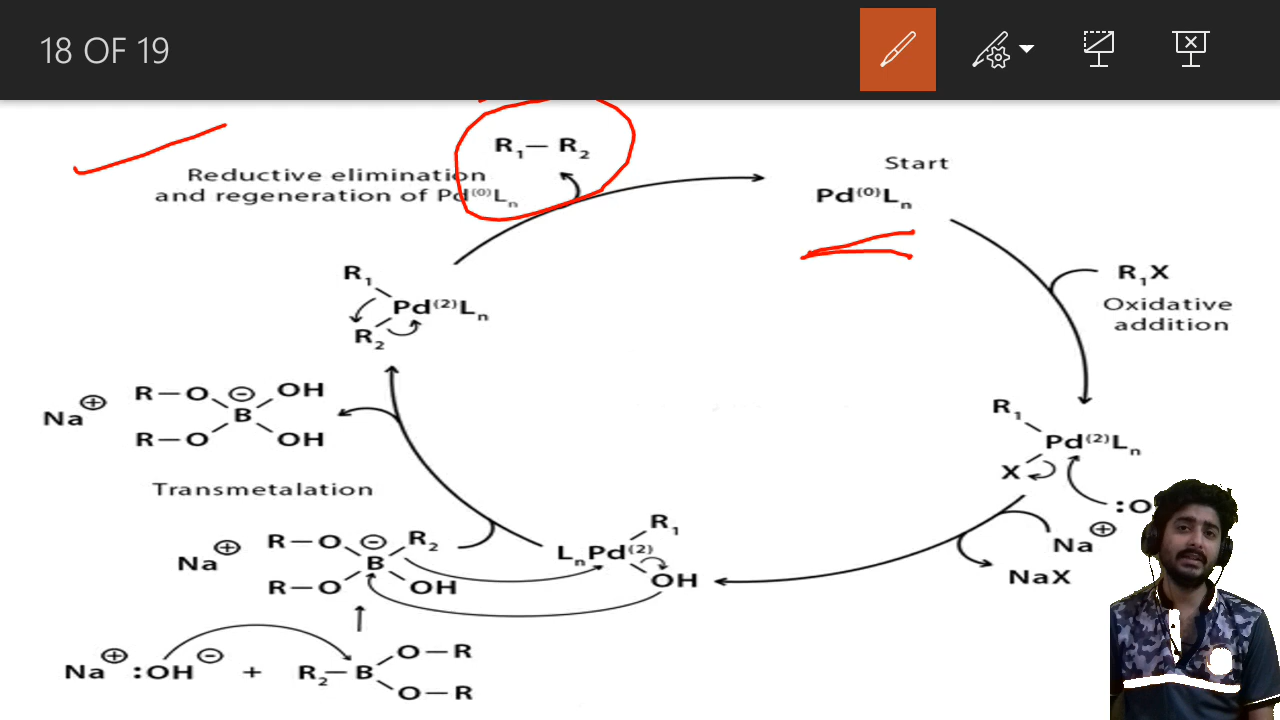 18 OF 19
R₁—R₂
Start
Reductive elimination
and regeneration of Pd⁽⁰⁾Lₙ
Pd⁽⁰⁾Lₙ
R₁X
Oxidative
addition
R₁
Pd⁽²⁾Lₙ
R₂
R—O ⊖ OH
Na⊕ B
R—O OH
R₁
Pd⁽²⁾Lₙ
X
:O
Transmetalation
Na⊕
NaX
R—O ⊖ R₂
Na⊕ B
R—O OH
R₁
LₙPd⁽²⁾
OH
Na⊕ :OH⊖ + R₂—B
O—R
O—R